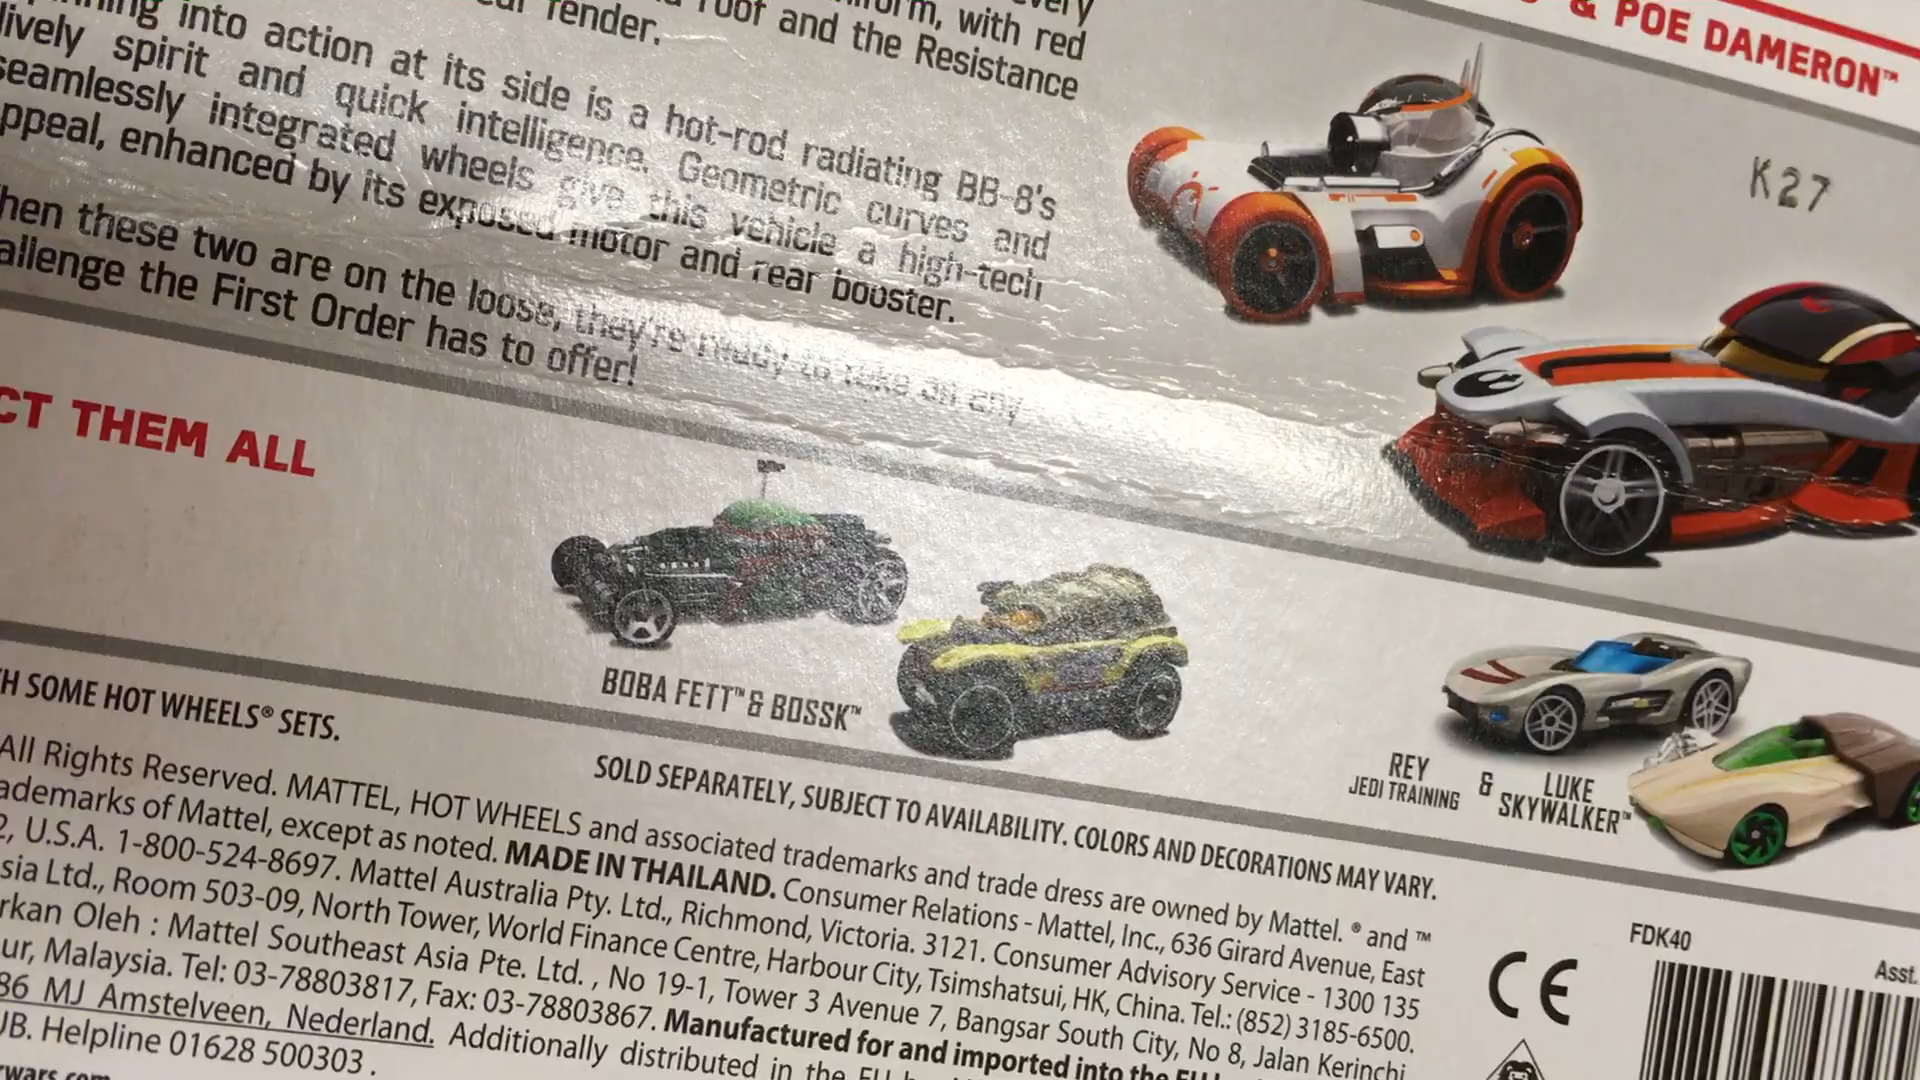 every
niform, with red
roof and the Resistance
fender.
into action at its side is a hot-rod radiating BB-8's
lively spirit and quick intelligence. Geometric curves and
seamlessly integrated wheels give this vehicle a high-tech
ppeal, enhanced by its exposed motor and rear booster.
hen these two are on the loose, they're ready to take on any
allenge the First Order has to offer!
& POE DAMERON™
K27
CT THEM ALL
BOBA FETT™ & BOSSK™
REY
JEDI TRAINING
&
LUKE
SKYWALKER™
H SOME HOT WHEELS® SETS.
SOLD SEPARATELY, SUBJECT TO AVAILABILITY. COLORS AND DECORATIONS MAY VARY.
All Rights Reserved. MATTEL, HOT WHEELS and associated trademarks and trade dress are owned by Mattel. ® and ™
ademarks of Mattel, except as noted. MADE IN THAILAND. Consumer Relations - Mattel, Inc., 636 Girard Avenue, East
2, U.S.A. 1-800-524-8697. Mattel Australia Pty. Ltd., Richmond, Victoria. 3121. Consumer Advisory Service - 1300 135
sia Ltd., Room 503-09, North Tower, World Finance Centre, Harbour City, Tsimshatsui, HK, China. Tel.: (852) 3185-6500.
rkan Oleh : Mattel Southeast Asia Pte. Ltd. , No 19-1, Tower 3 Avenue 7, Bangsar South City, No 8, Jalan Kerinchi
ur, Malaysia. Tel: 03-78803817, Fax: 03-78803867. Manufactured for and imported into the EU
86 MJ Amstelveen, Nederland. Additionally distributed in the EU
UB. Helpline 01628 500303.
wars.com
CE
FDK40
Asst.